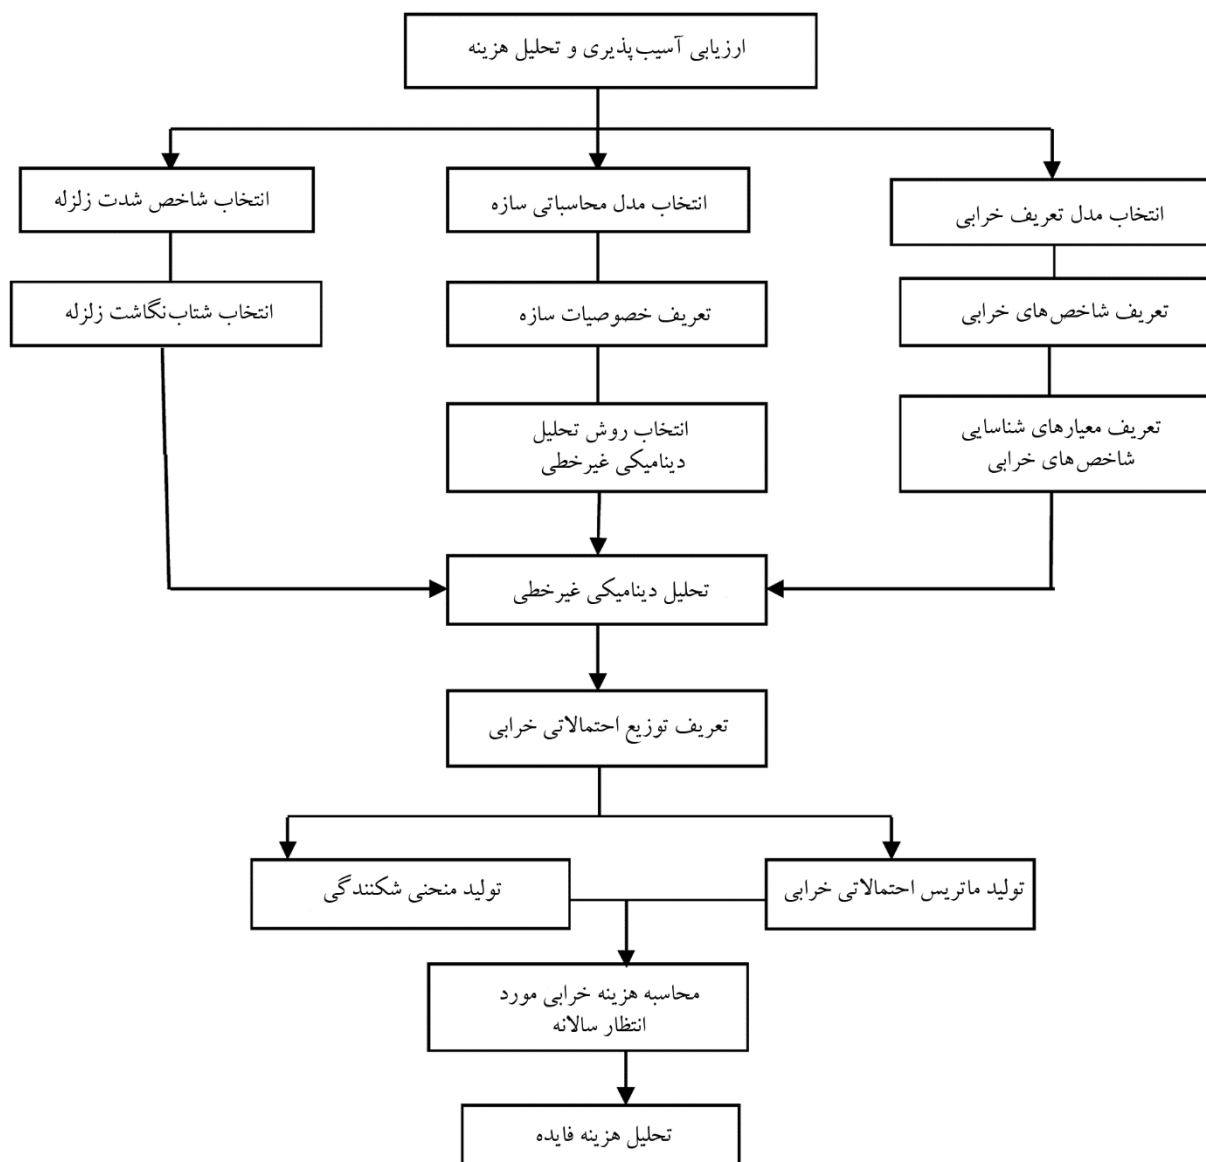 ارزیابی آسیب‌پذیری و تحلیل هزینه
انتخاب مدل تعریف خرابی
انتخاب مدل محاسباتی سازه
انتخاب شاخص شدت زلزله
تعریف شاخص‌های خرابی
تعریف خصوصیات سازه
انتخاب شتاب‌نگاشت زلزله
تعریف معیارهای شناسایی
شاخص‌های خرابی
انتخاب روش تحلیل
دینامیکی غیرخطی
تحلیل دینامیکی غیرخطی
تعریف توزیع احتمالاتی خرابی
تولید ماتریس احتمالاتی خرابی
تولید منحنی شکنندگی
محاسبه هزینه خرابی مورد
انتظار سالانه
تحلیل هزینه فایده